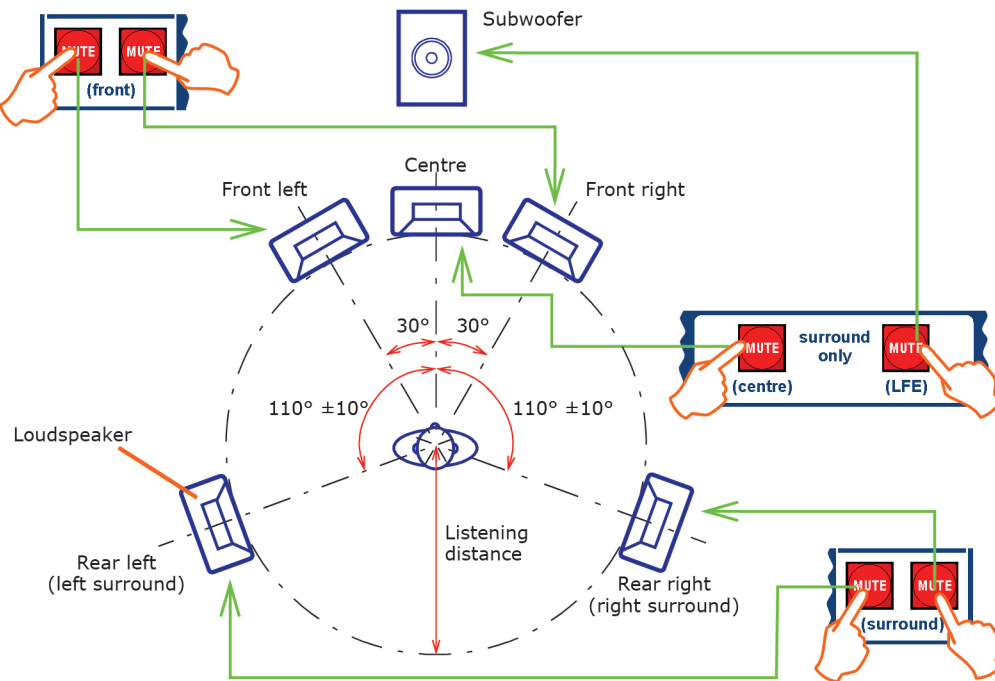 MUTE MUTE
(front)
Subwoofer
Centre
Front left
Front right
30° 30°
110° ±10° 110° ±10°
MUTE surround only MUTE
(centre) (LFE)
Loudspeaker
Listening
distance
Rear left
(left surround)
Rear right
(right surround)
MUTE MUTE
(surround)